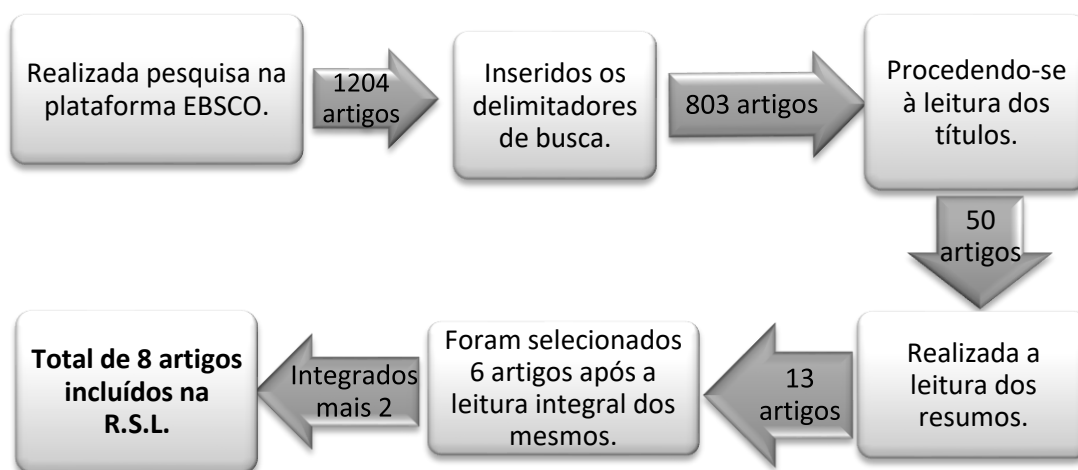 Realizada pesquisa na
plataforma EBSCO.
1204
artigos
Inseridos os
delimitadores
de busca.
803 artigos
Procedendo-se
à leitura dos
títulos.
50
artigos
Realizada a
leitura dos
resumos.
13
artigos
Foram selecionados
6 artigos após a
leitura integral dos
mesmos.
Integrados
mais 2
Total de 8 artigos
incluídos na
R.S.L.